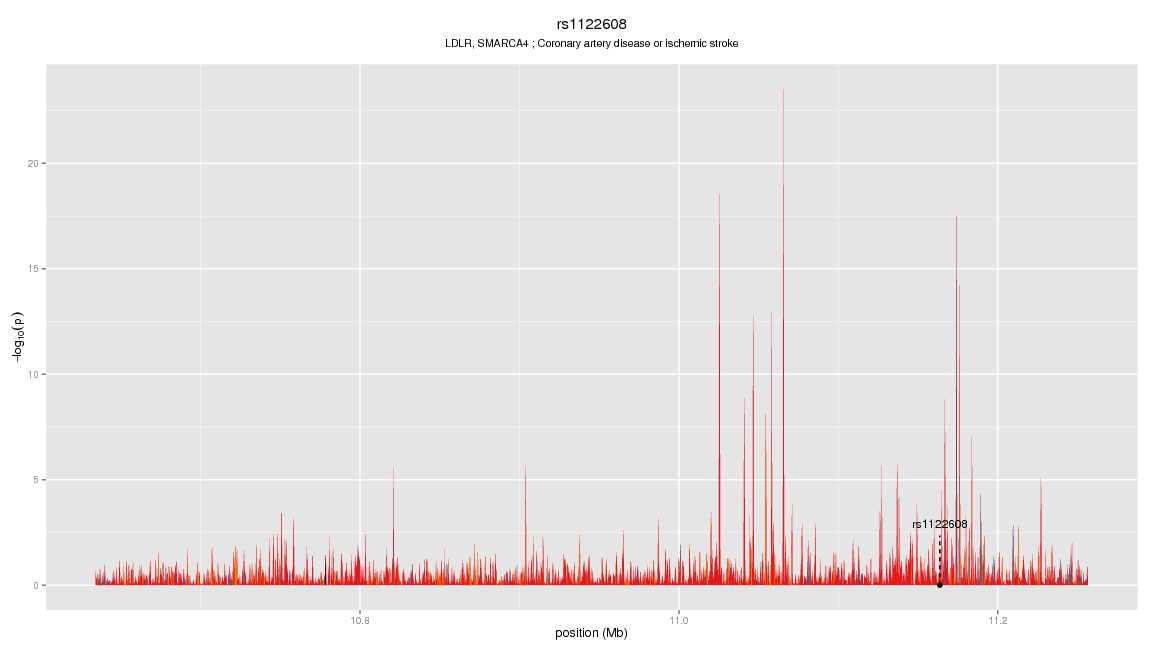 rs1122608
LDLR, SMARCA4 ; Coronary artery disease or ischemic stroke
20
15
10
5
0
−log10(p)
rs1122608
10.8
11.0
11.2
position (Mb)